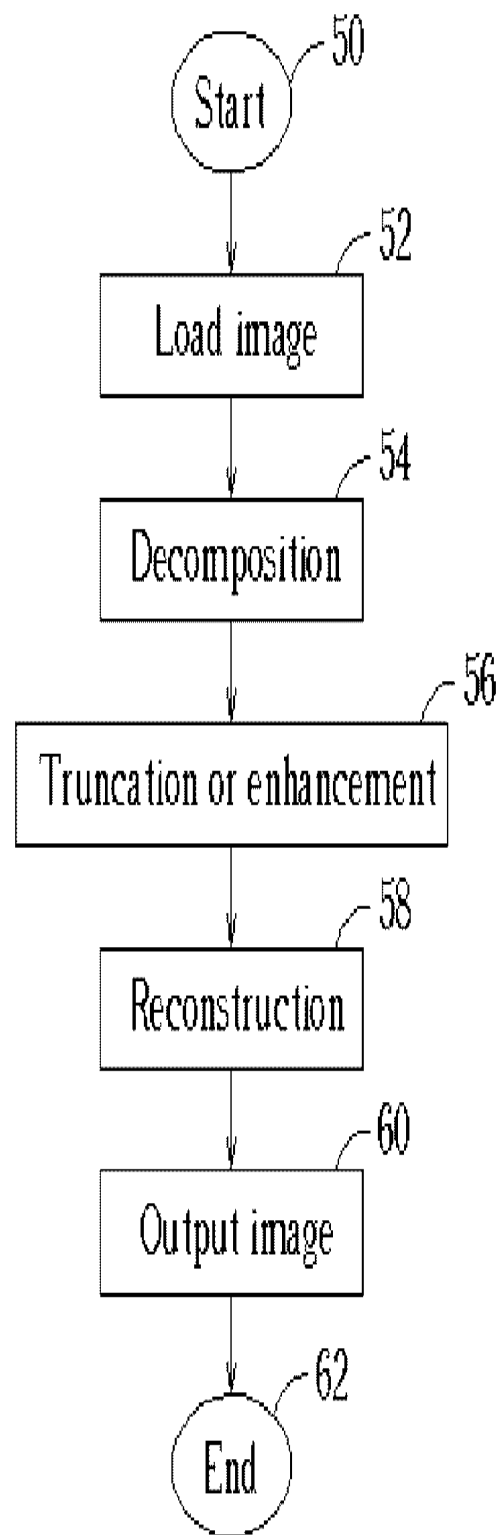 50
Start
52
Load image
54
Decomposition
56
Truncation or enhancement
58
Reconstruction
60
Output image
62
End